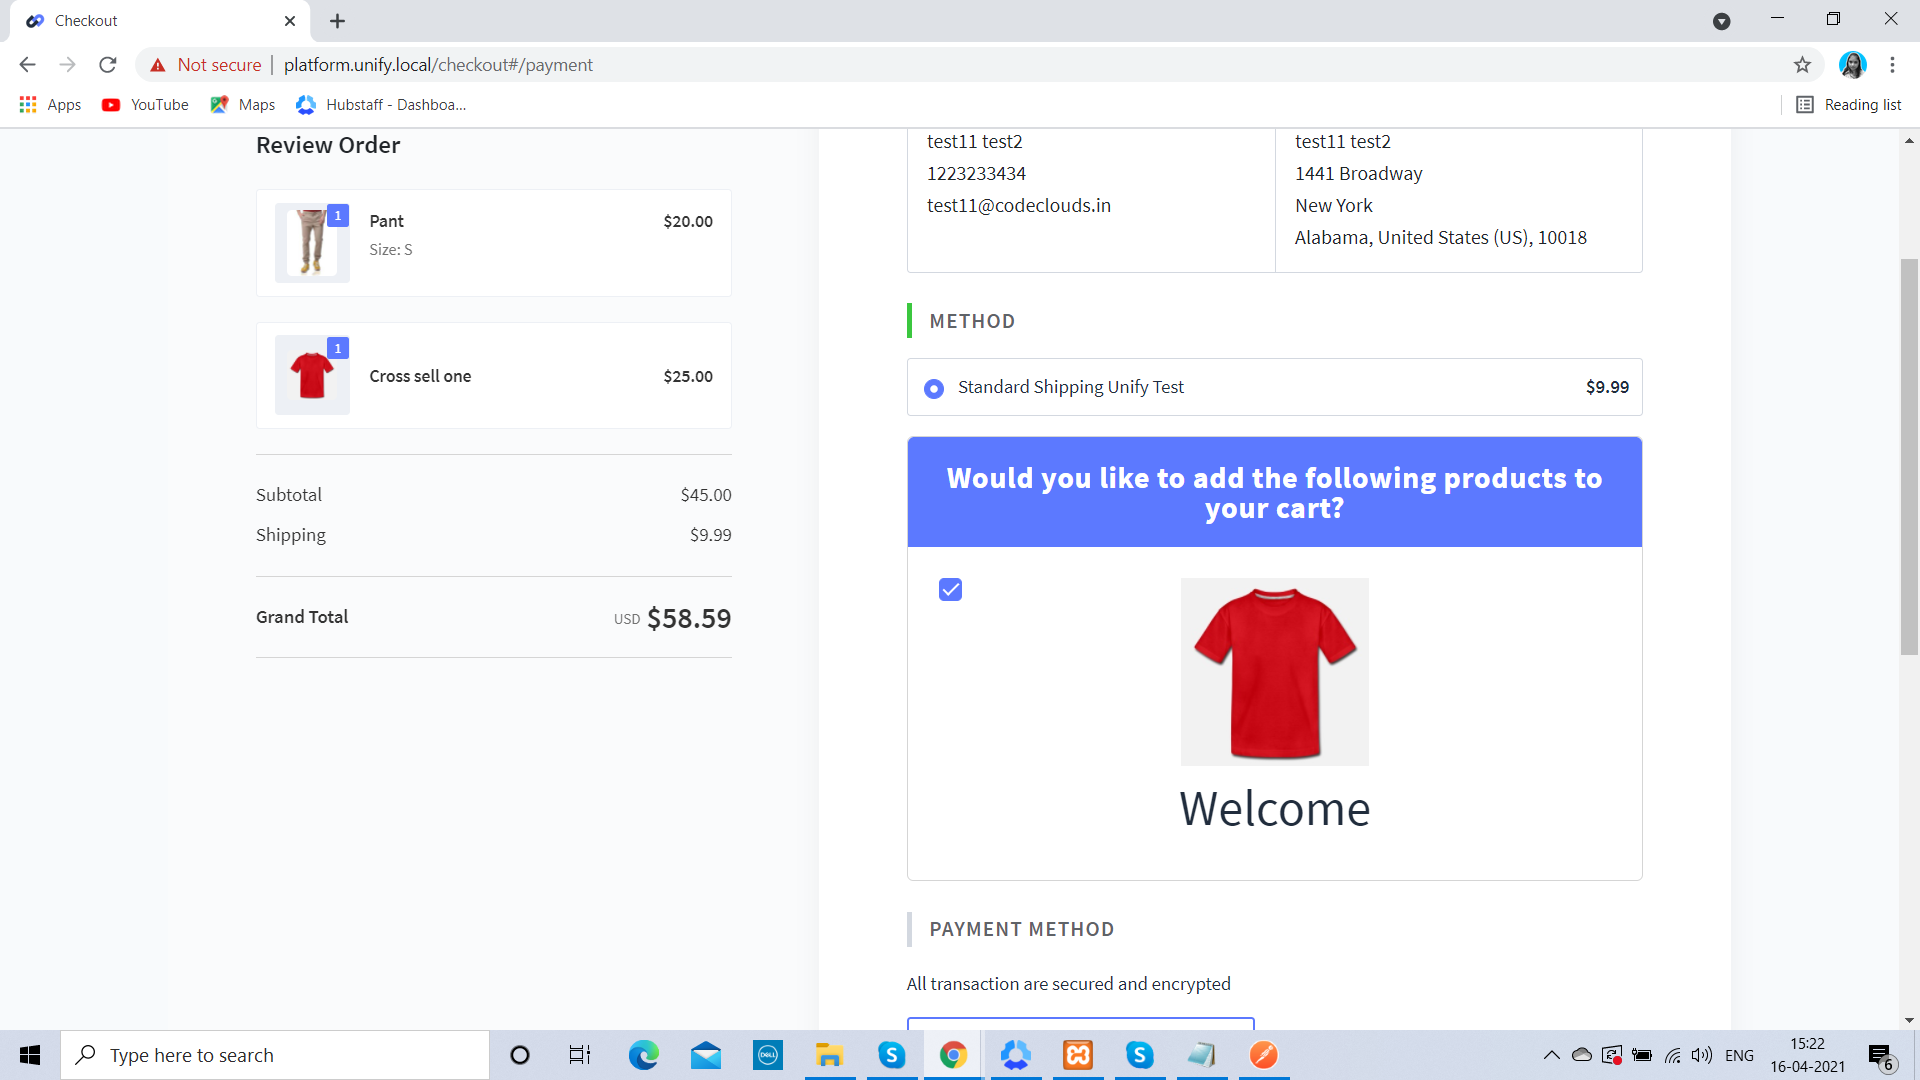 Checkout
Not secure
platform.unify.local/checkout#/payment
Apps
YouTube
Maps
Hubstaff - Dashboa...
Reading list
Review Order
1
Pant
$20.00
Size: S
1
Cross sell one
$25.00
Subtotal
$45.00
Shipping
$9.99
Grand Total
USD $58.59
test11 test2
1223233434
test11@codeclouds.in
test11 test2
1441 Broadway
New York
Alabama, United States (US), 10018
METHOD
Standard Shipping Unify Test
$9.99
Would you like to add the following products to
your cart?
Welcome
PAYMENT METHOD
All transaction are secured and encrypted
Type here to search
DELL
ENG
15:22
16-04-2021
6